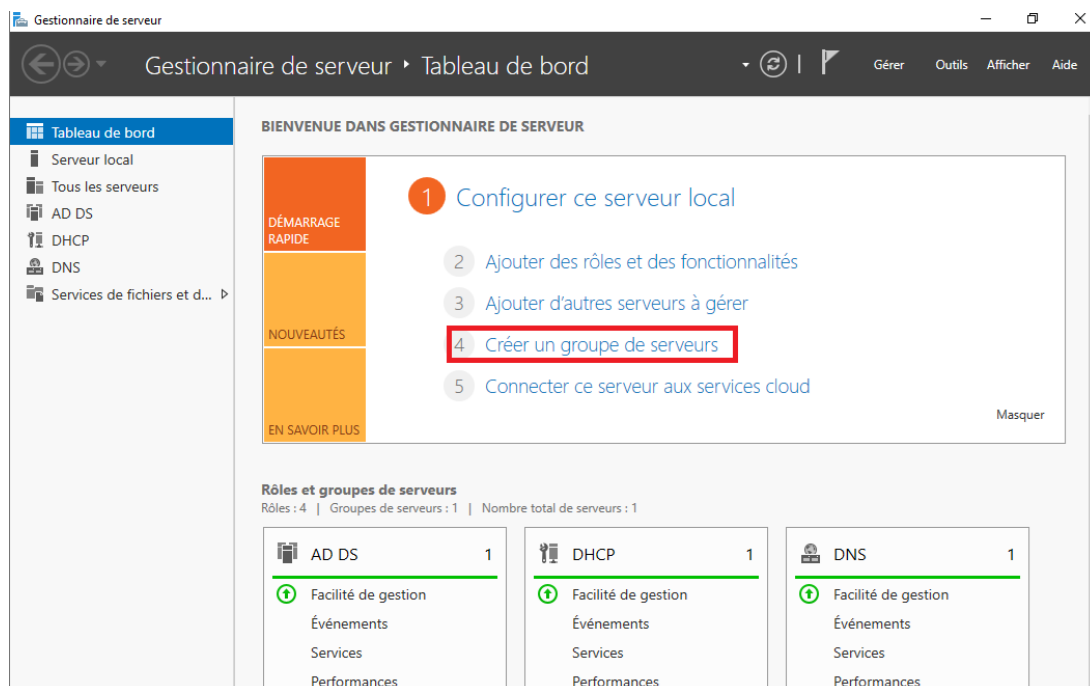 Gestionnaire de serveur
Gestionnaire de serveur ‣ Tableau de bord
Gérer Outils Afficher Aide
Tableau de bord
Serveur local
Tous les serveurs
AD DS
DHCP
DNS
Services de fichiers et d...
BIENVENUE DANS GESTIONNAIRE DE SERVEUR
DÉMARRAGE
RAPIDE
NOUVEAUTÉS
EN SAVOIR PLUS
1 Configurer ce serveur local
2 Ajouter des rôles et des fonctionnalités
3 Ajouter d'autres serveurs à gérer
4 Créer un groupe de serveurs
5 Connecter ce serveur aux services cloud
Masquer
Rôles et groupes de serveurs
Rôles : 4 | Groupes de serveurs : 1 | Nombre total de serveurs : 1
AD DS 1
Facilité de gestion
Événements
Services
Performances
DHCP 1
Facilité de gestion
Événements
Services
Performances
DNS 1
Facilité de gestion
Événements
Services
Performances